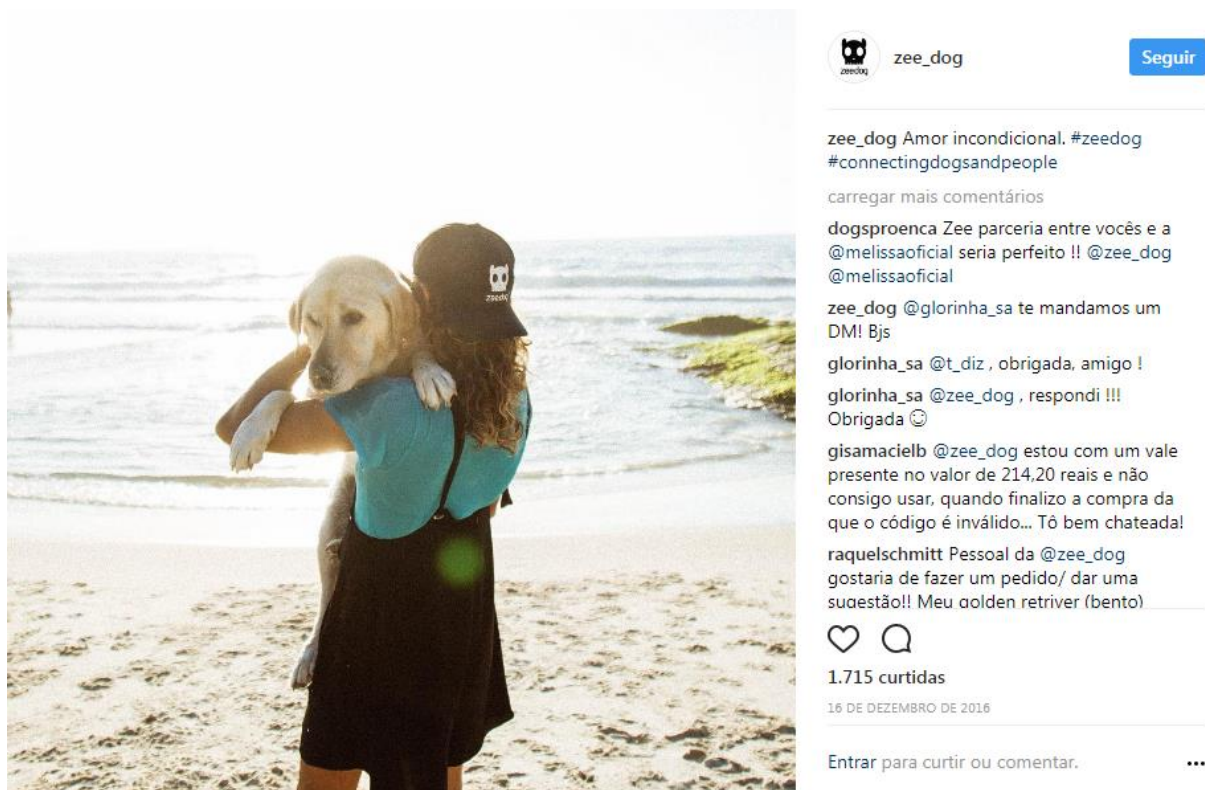 zeedog
zeedog
zee_dog
Seguir
zee_dog Amor incondicional. #zeedog
#connectingdogsandpeople
carregar mais comentários
dogsproenca Zee parceria entre vocês e a
@melissaoficial seria perfeito !! @zee_dog
@melissaoficial
zee_dog @glorinha_sa te mandamos um
DM! Bjs
glorinha_sa @t_diz , obrigada, amigo !
glorinha_sa @zee_dog , respondi !!!
Obrigada ☺
gisamacielb @zee_dog estou com um vale
presente no valor de 214,20 reais e não
consigo usar, quando finalizo a compra da
que o código é inválido... Tô bem chateada!
raquelschmitt Pessoal da @zee_dog
gostaria de fazer um pedido/ dar uma
sugestão!! Meu golden retriver (bento)
1.715 curtidas
16 DE DEZEMBRO DE 2016
Entrar para curtir ou comentar.